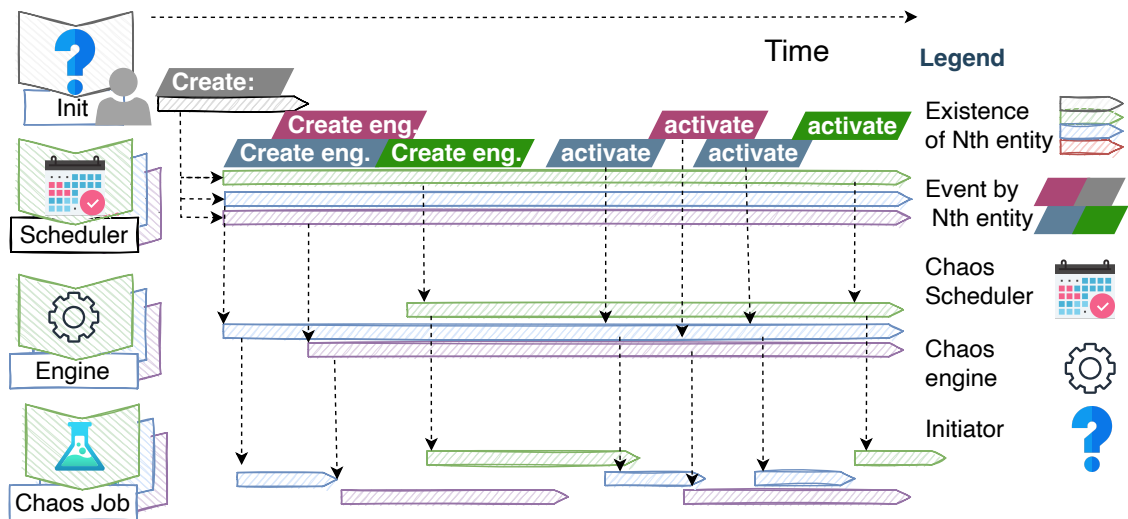 Time
Legend
Init
Create:
Create eng.
activate
activate
Create eng.
Create eng.
activate
activate
Scheduler
Existence
of Nth entity
Event by
Nth entity
Chaos
Scheduler
Engine
Chaos
engine
Initiator
Chaos Job